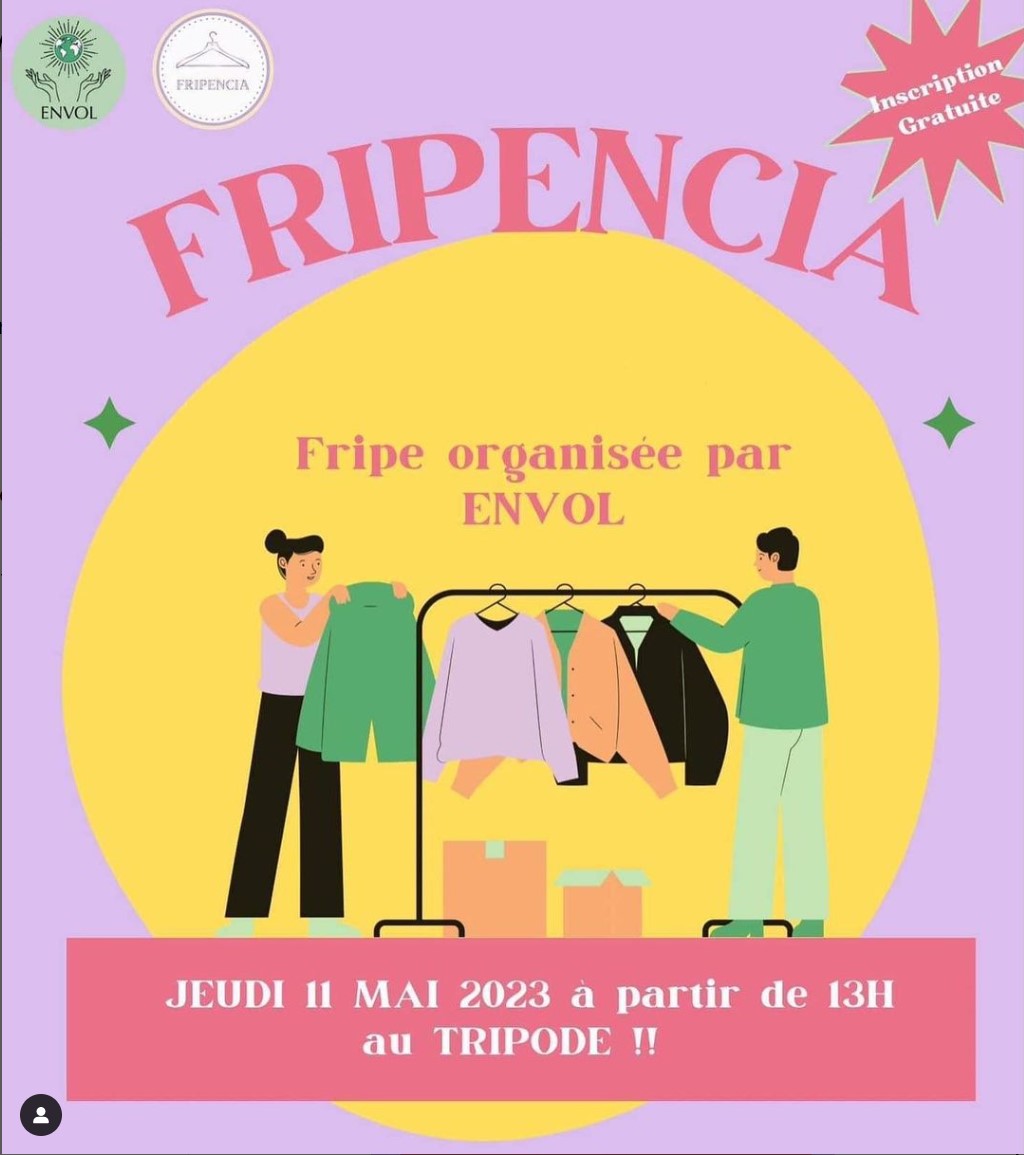 ENVOL
FRIPENCIA
Inscription
Gratuite
FRIPENCIA
Fripe organisée par
ENVOL
JEUDI 11 MAI 2023 à partir de 13H
au TRIPODE !!